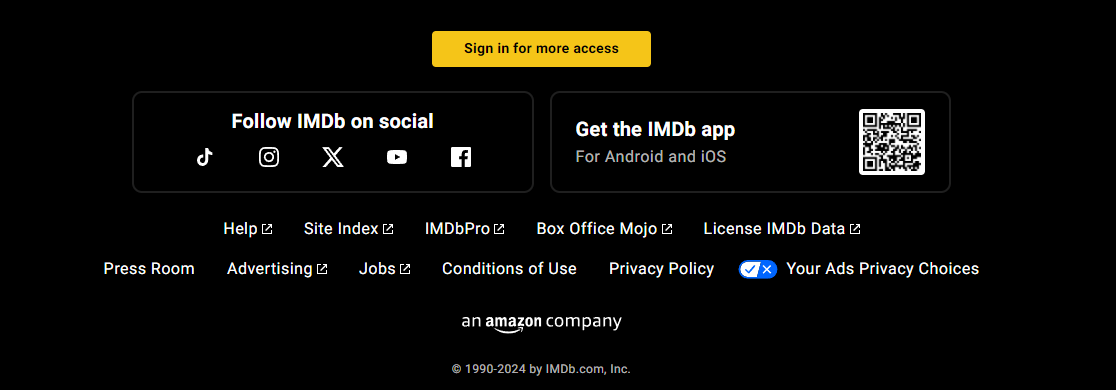 Sign in for more access
Follow IMDb on social
Get the IMDb app
For Android and iOS
Help
Site Index
IMDbPro
Box Office Mojo
License IMDb Data
Press Room
Advertising
Jobs
Conditions of Use
Privacy Policy
Your Ads Privacy Choices
an amazon company
© 1990-2024 by IMDb.com, Inc.